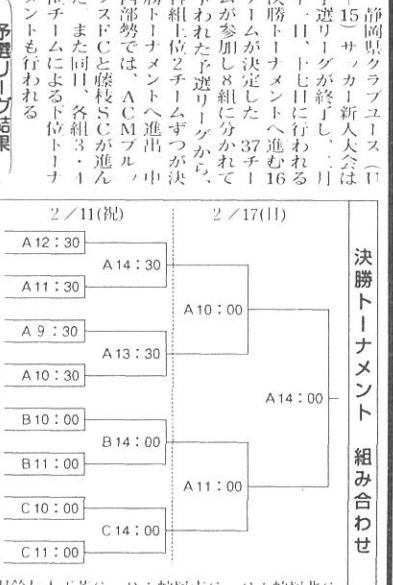 静岡県クラブユース（U
15）サッカー新人大会は
予選リーグが終了し、二月
十一日、十七日に行われる
決勝トーナメントへ進む16
チームが決定した。37チー
ムが参加し8組に分かれて
争われた予選リーグから、
各組上位2チームずつが決
勝トーナメントへ進出。中
西部勢では、ACMブルッ
スFCと藤枝SCが進ん
だ。また同日、各組3・4
位チームによる下位トーナ
メントも行われる
予選リーグ結果
決勝トーナメント 組み合わせ
2／11(祝)
2／17(日)
A12：30
A11：30
A9：30
A10：30
B10：00
B11：00
C10：00
C11：00
A14：30
A13：30
B14：00
C14：00
A10：00
A11：00
A14：00